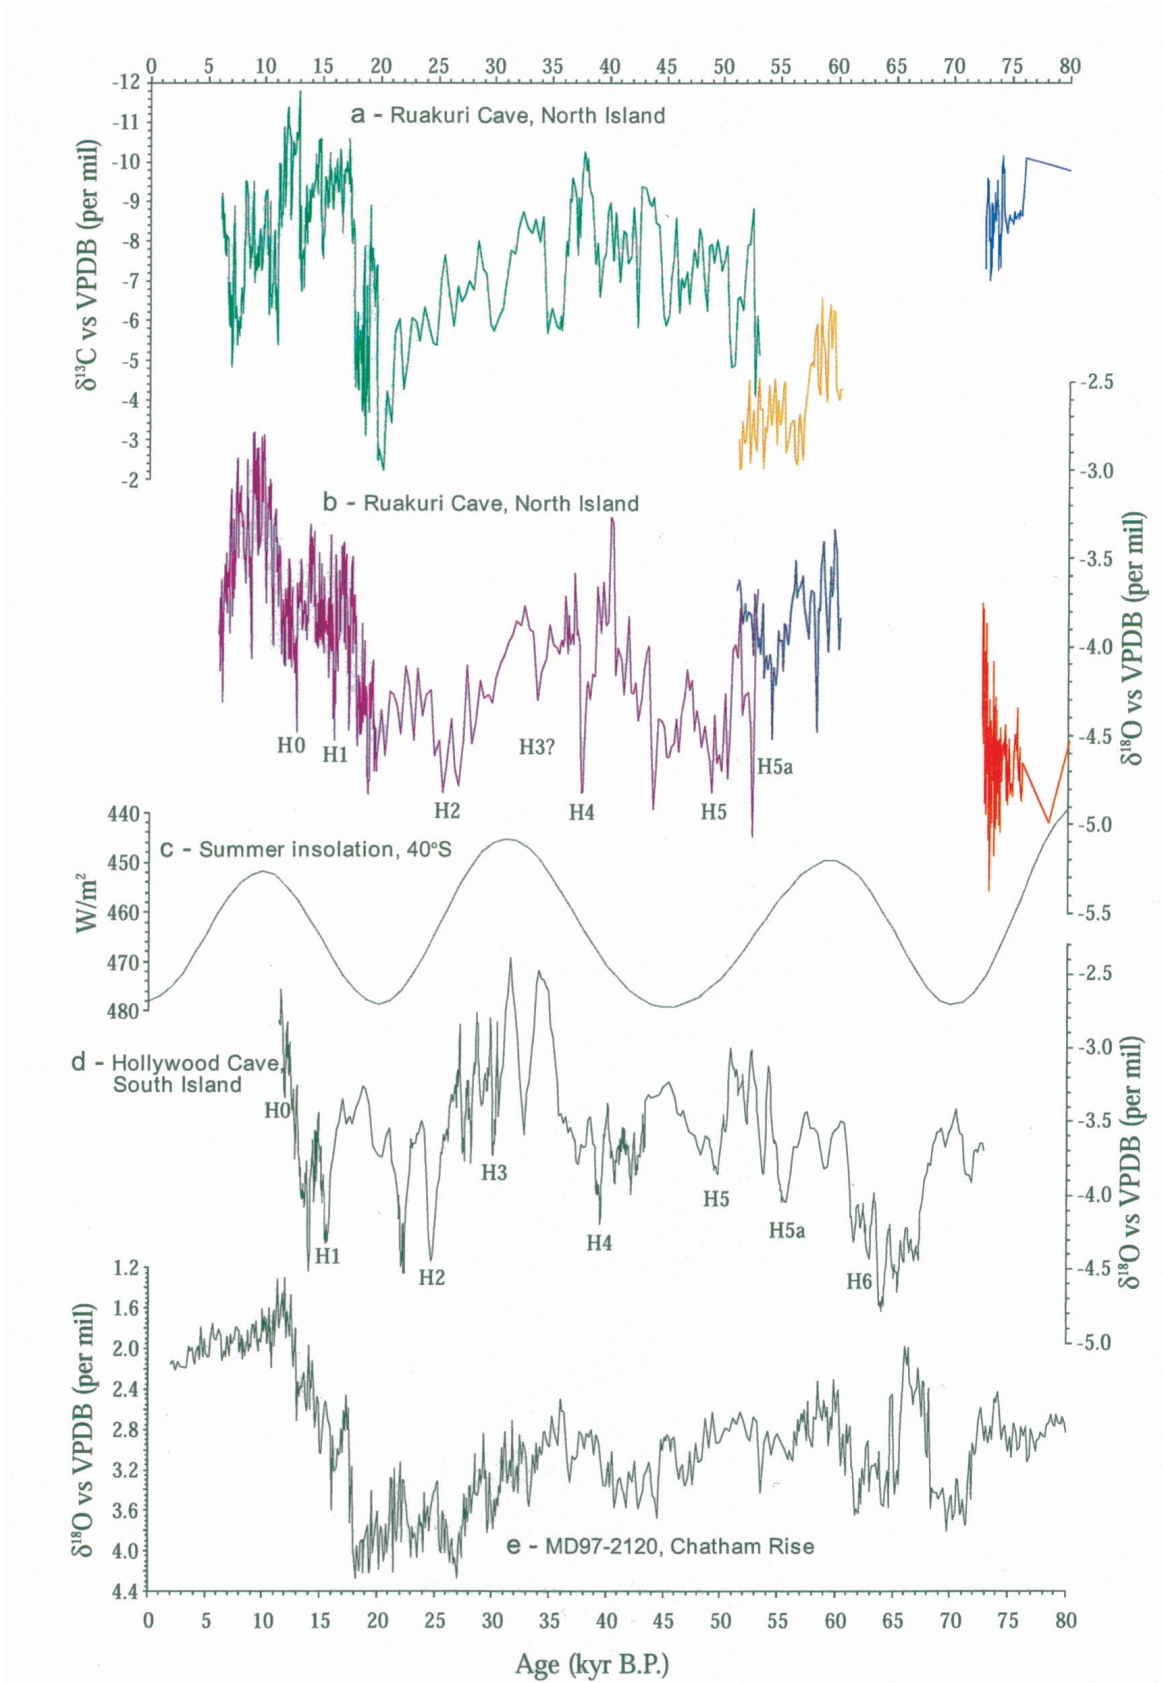 0 5 10 15 20 25 30 35 40 45 50 55 60 65 70 75 80
-12
-11
-10
-9
-8
-7
-6
-5
-4
-3
-2
δ¹³C vs VPDB (per mil)
a - Ruakuri Cave, North Island
-2.5
-3.0
-3.5
-4.0
-4.5
-5.0
-5.5
δ¹⁸O vs VPDB (per mil)
b - Ruakuri Cave, North Island
H0
H1
H2
H3?
H4
H5
H5a
440
450
460
470
480
W/m²
c - Summer insolation, 40°S
-2.5
-3.0
-3.5
-4.0
-4.5
-5.0
δ¹⁸O vs VPDB (per mil)
d - Hollywood Cave,
South Island
H0
H1
H2
H3
H4
H5
H5a
H6
1.2
1.6
2.0
2.4
2.8
3.2
3.6
4.0
4.4
δ¹⁸O vs VPDB (per mil)
e - MD97-2120, Chatham Rise
0 5 10 15 20 25 30 35 40 45 50 55 60 65 70 75 80
Age (kyr B.P.)